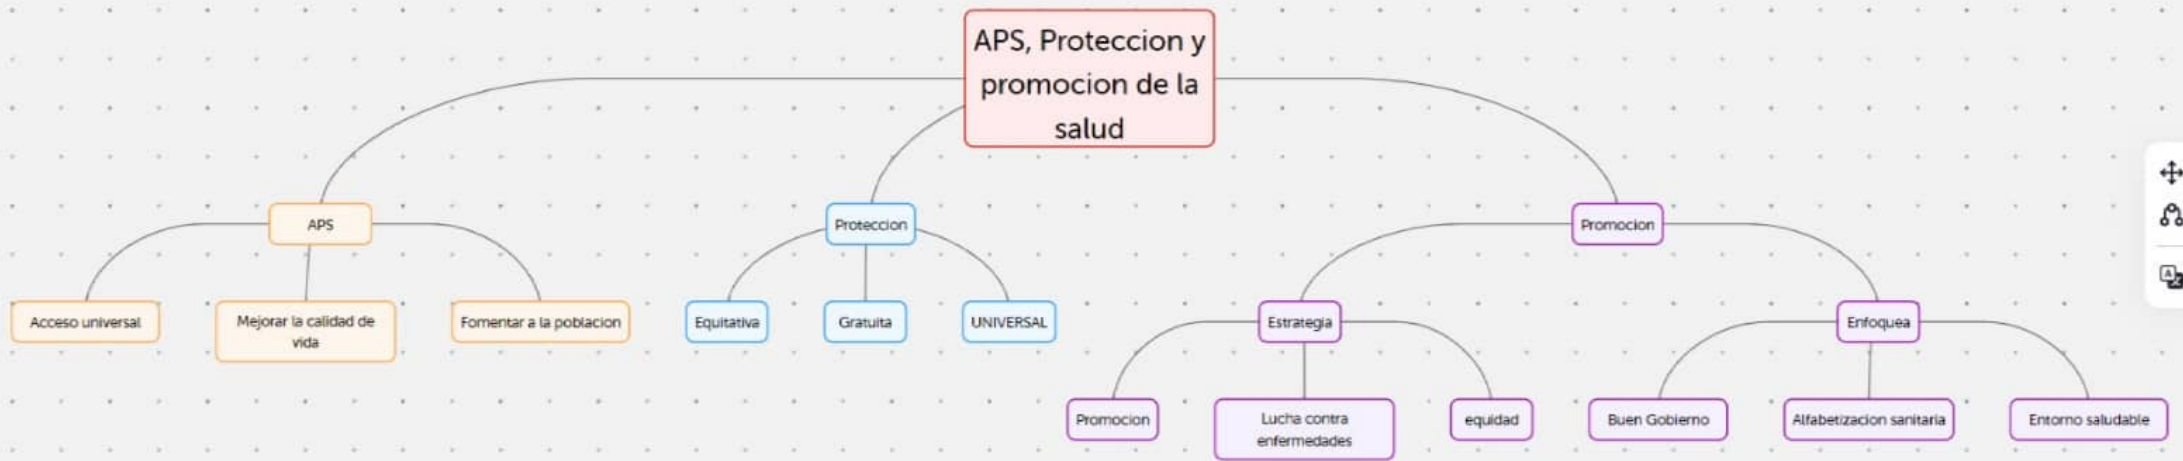 APS, Proteccion y
promocion de la
salud
APS
Proteccion
Promocion
Acceso universal
Mejorar la calidad de
vida
Fomentar a la poblacion
Equitativa
Gratuita
UNIVERSAL
Estrategia
Enfoquea
Promocion
Lucha contra
enfermedades
equidad
Buen Gobierno
Alfabetizacion sanitaria
Entorno saludable